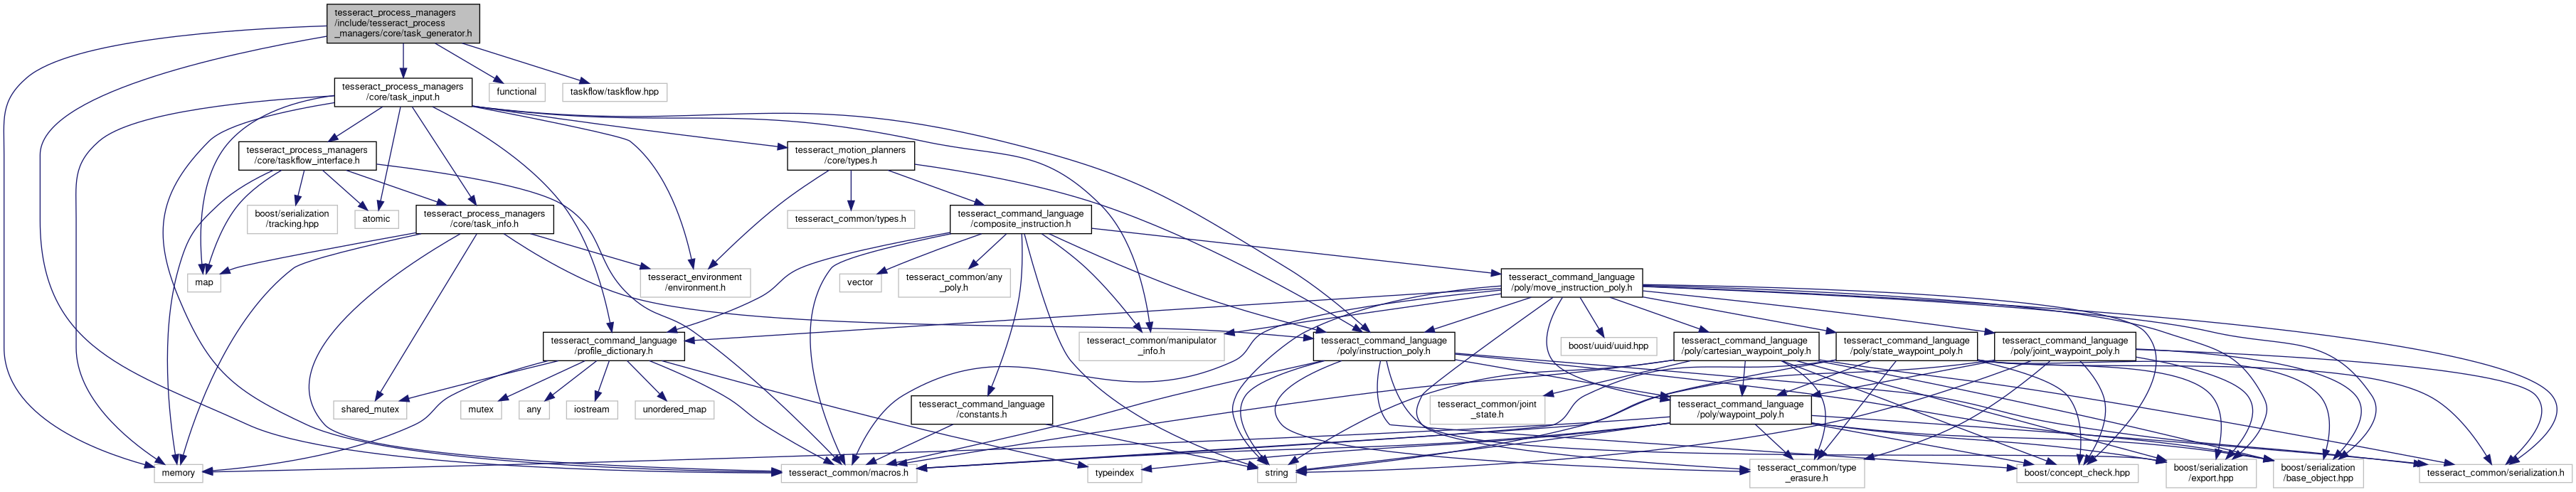 tesseract_process_managers
/include/tesseract_process
_managers/core/task_generator.h
tesseract_process_managers
/core/task_input.h
functional
taskflow/taskflow.hpp
tesseract_process_managers
/core/taskflow_interface.h
tesseract_motion_planners
/core/types.h
boost/serialization
/tracking.hpp
atomic
tesseract_process_managers
/core/task_info.h
tesseract_common/types.h
tesseract_command_language
/composite_instruction.h
map
tesseract_environment
/environment.h
vector
tesseract_common/any
_poly.h
tesseract_command_language
/poly/move_instruction_poly.h
tesseract_command_language
/profile_dictionary.h
tesseract_common/manipulator
_info.h
tesseract_command_language
/poly/instruction_poly.h
boost/uuid/uuid.hpp
tesseract_command_language
/poly/cartesian_waypoint_poly.h
tesseract_command_language
/poly/state_waypoint_poly.h
tesseract_command_language
/poly/joint_waypoint_poly.h
shared_mutex
mutex
any
iostream
unordered_map
tesseract_command_language
/constants.h
tesseract_common/joint
_state.h
tesseract_command_language
/poly/waypoint_poly.h
memory
tesseract_common/macros.h
typeindex
string
tesseract_common/type
_erasure.h
boost/concept_check.hpp
boost/serialization
/export.hpp
boost/serialization
/base_object.hpp
tesseract_common/serialization.h